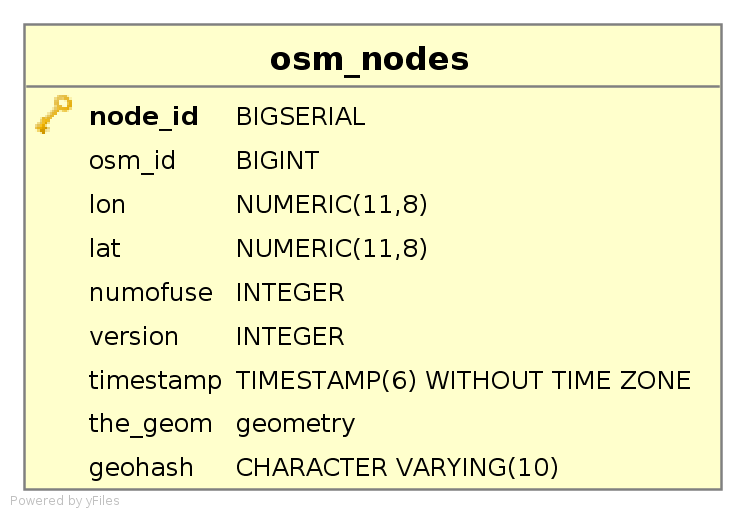 osm_nodes
node_id BIGSERIAL
osm_id BIGINT
lon NUMERIC(11,8)
lat NUMERIC(11,8)
numofuse INTEGER
version INTEGER
timestamp TIMESTAMP(6) WITHOUT TIME ZONE
the_geom geometry
geohash CHARACTER VARYING(10)
Powered by yFiles